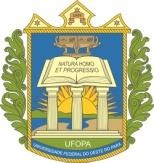 NATURA HOMO
ET PROGRESSIO
UFOPA
UNIVERSIDADE FEDERAL DO OESTE DO PARÁ